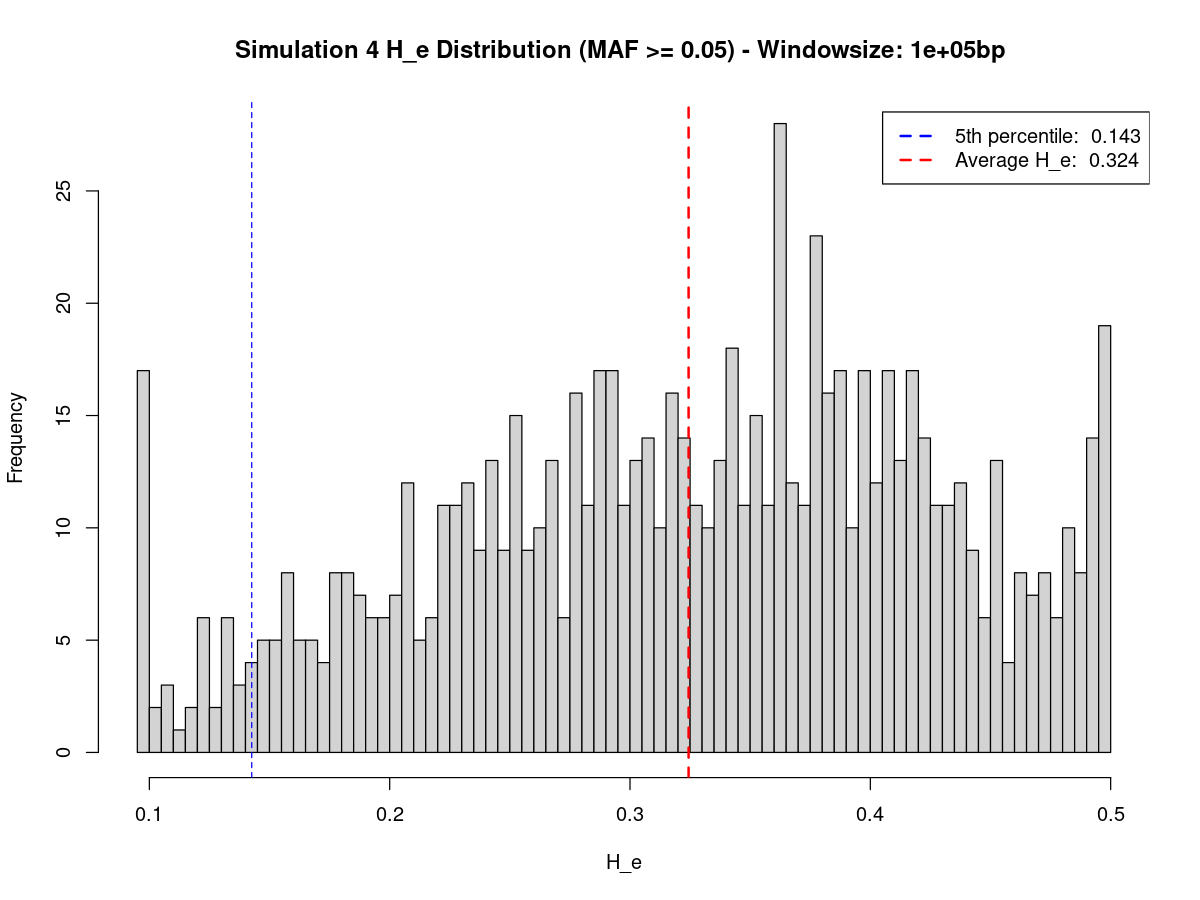 Simulation 4 H_e Distribution (MAF >= 0.05) - Windowsize: 1e+05bp
5th percentile:  0.143
Average H_e:  0.324
Frequency
25
20
15
10
5
0
0.1 0.2 0.3 0.4 0.5
H_e